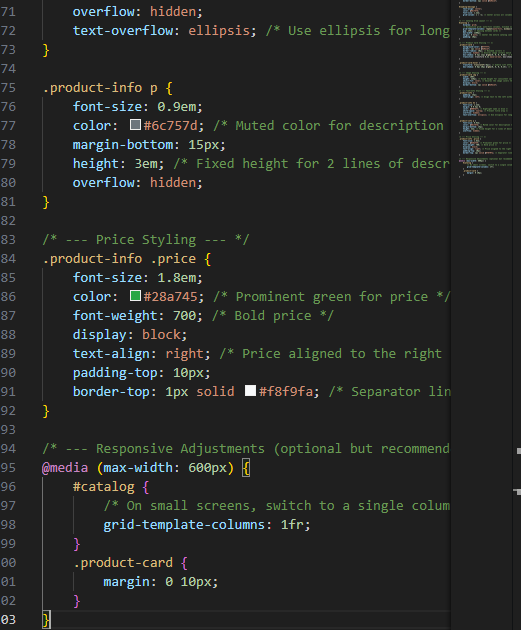 71 overflow: hidden;
72 text-overflow: ellipsis; /* Use ellipsis for long
73 }
74
75 .product-info p {
76 font-size: 0.9em;
77 color: #6c757d; /* Muted color for description
78 margin-bottom: 15px;
79 height: 3em; /* Fixed height for 2 lines of descr
80 overflow: hidden;
81 }
82
83 /* --- Price Styling --- */
84 .product-info .price {
85 font-size: 1.8em;
86 color: #28a745; /* Prominent green for price */
87 font-weight: 700; /* Bold price */
88 display: block;
89 text-align: right; /* Price aligned to the right
90 padding-top: 10px;
91 border-top: 1px solid #f8f9fa; /* Separator lin
92 }
93
94 /* --- Responsive Adjustments (optional but recommend
95 @media (max-width: 600px) {
96 #catalog {
97 /* On small screens, switch to a single colum
98 grid-template-columns: 1fr;
99 }
00 .product-card {
01 margin: 0 10px;
02 }
03 }